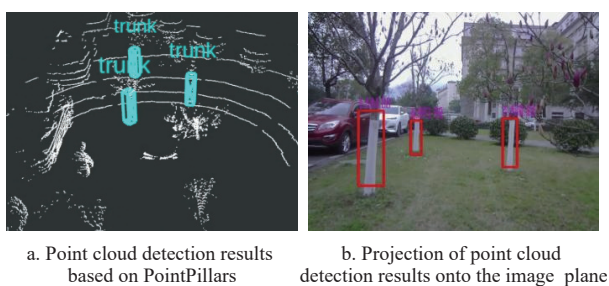 trunk
trunk
trunk
a. Point cloud detection results
based on PointPillars
b. Projection of point cloud
detection results onto the image plane